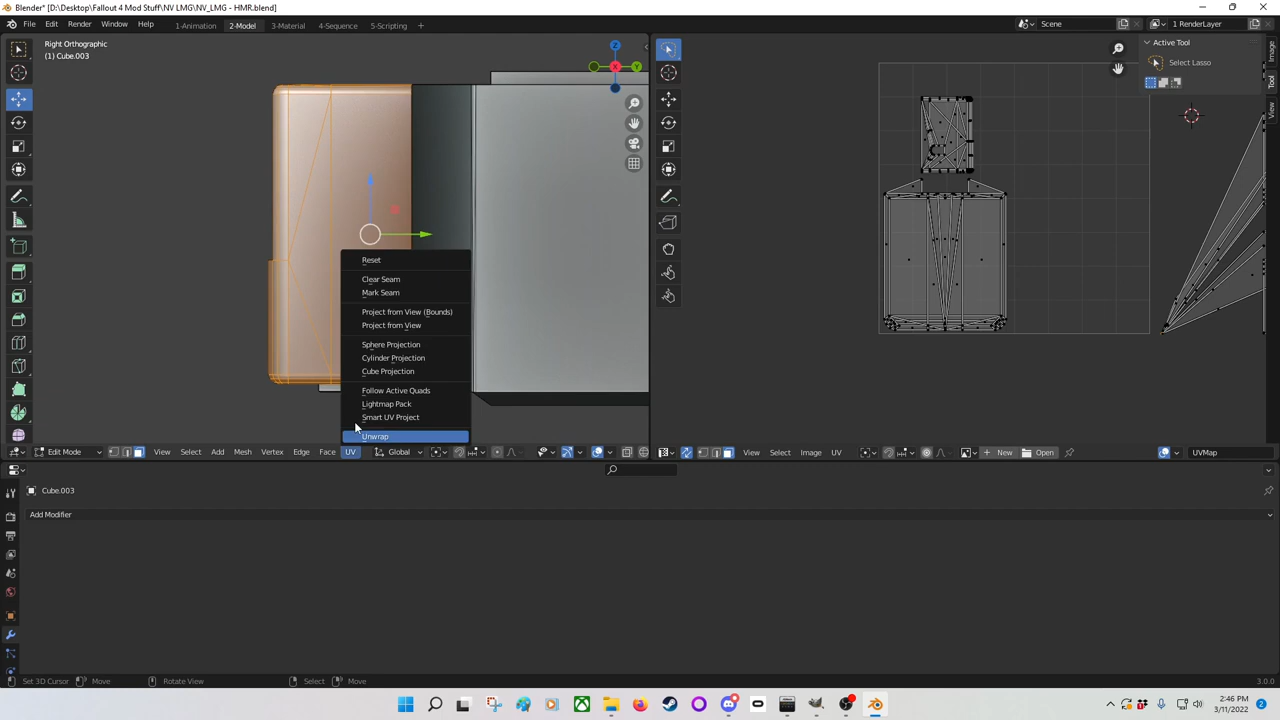 Blender* [D:\Desktop\Fallout 4 Mod Stuff\NV LMG\NV_LMG - HMR.blend]
File Edit Render Window Help 1-Animation 2-Model 3-Material 4-Sequence 5-Scripting Scene 1 RenderLayer
Right Orthographic
(1) Cube.003
Z
Y
X
Active Tool
Select Lasso
Image
Tool
View
Reset
Clear Seam
Mark Seam
Project from View (Bounds)
Project from View
Sphere Projection
Cylinder Projection
Cube Projection
Follow Active Quads
Lightmap Pack
Smart UV Project
Unwrap
Edit Mode View Select Add Mesh Vertex Edge Face UV Global View Select Image UV New Open UVMap
Cube.003
Add Modifier
Set 3D Cursor Move Rotate View Select Move 3.0.0
2:46 PM
3/11/2022
2